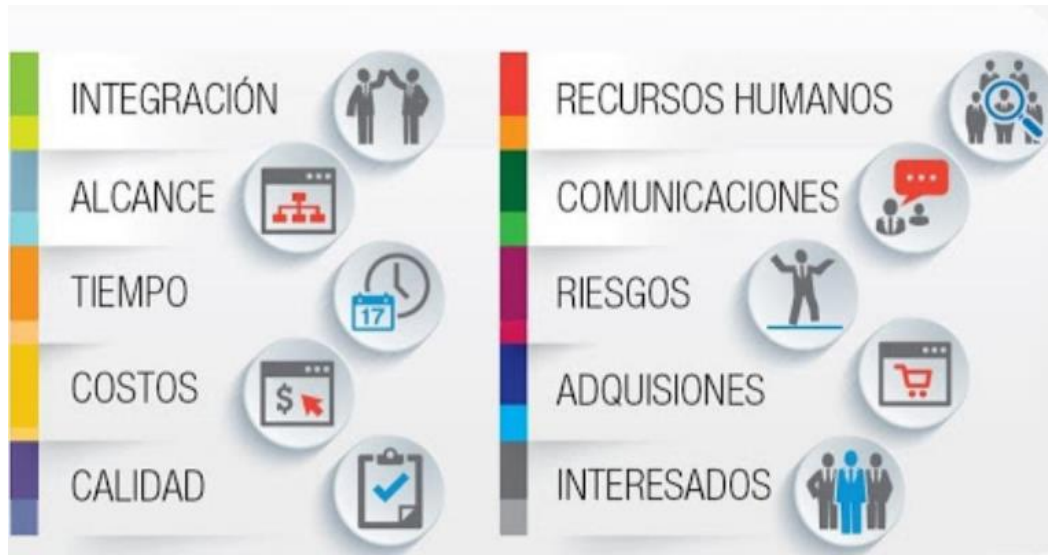 INTEGRACIÓN
ALCANCE
TIEMPO
17
COSTOS
$
CALIDAD
RECURSOS HUMANOS
COMUNICACIONES
RIESGOS
ADQUISIONES
INTERESADOS